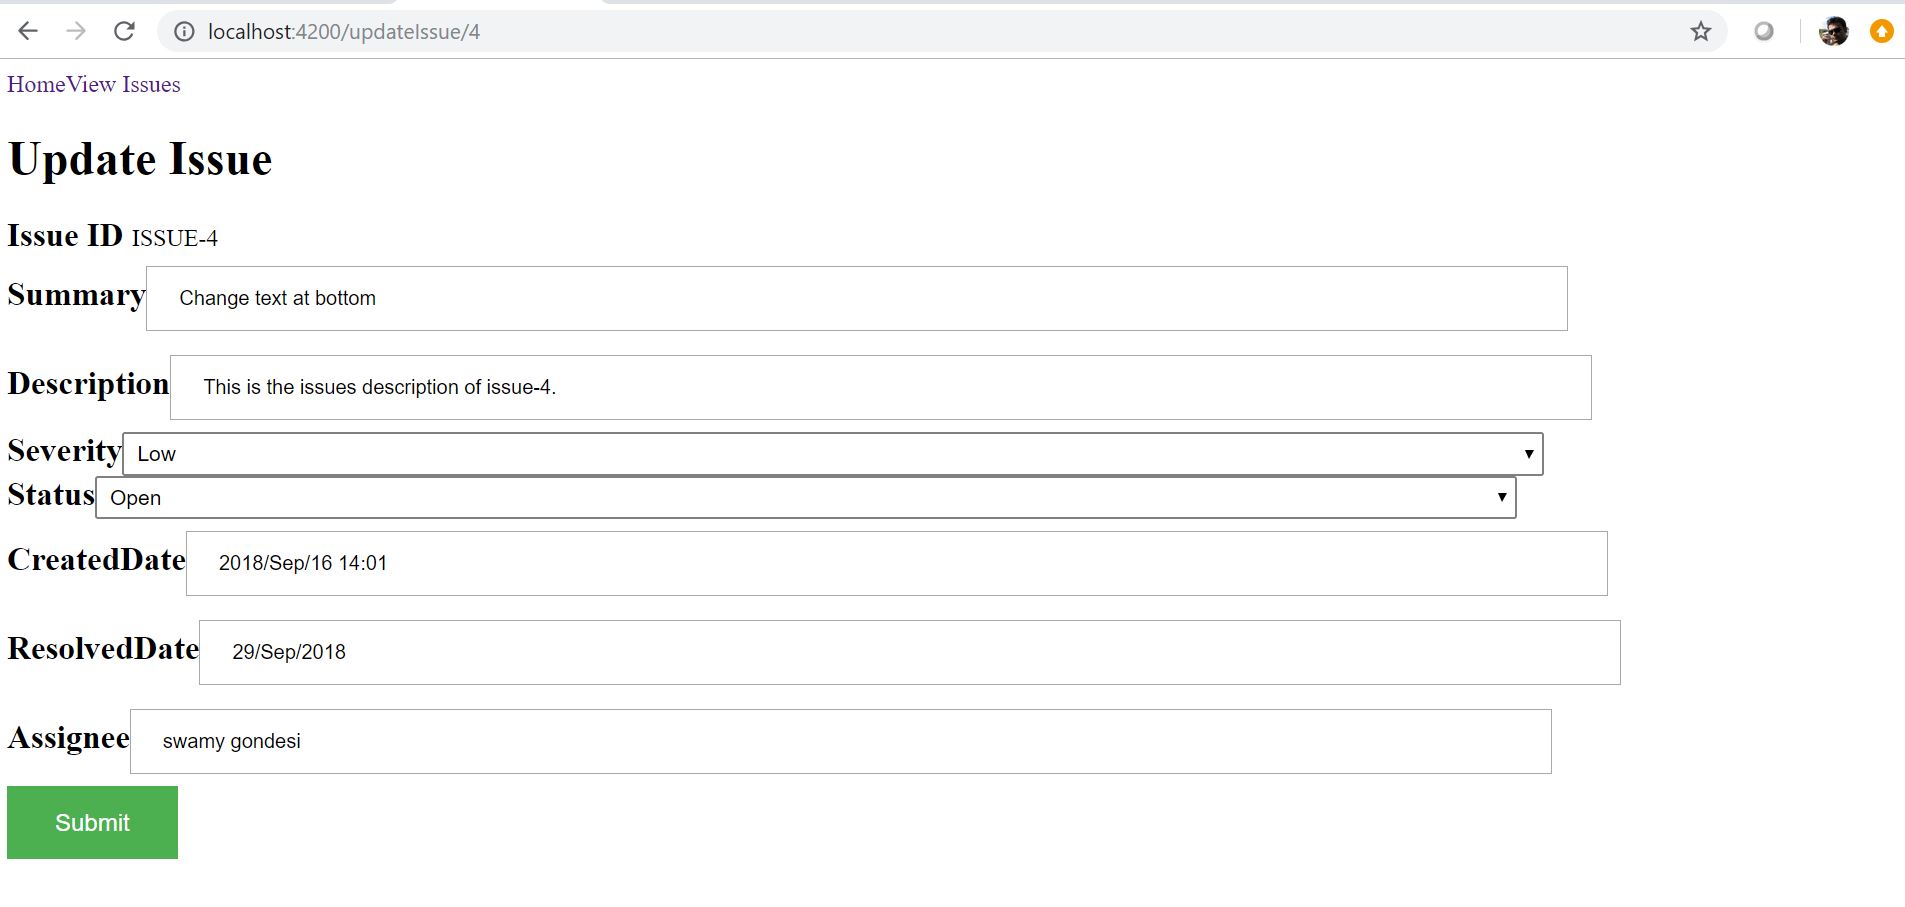 localhost:4200/updateIssue/4
HomeView Issues
Update Issue
Issue ID ISSUE-4
Summary Change text at bottom
Description This is the issues description of issue-4.
Severity Low
Status Open
CreatedDate 2018/Sep/16 14:01
ResolvedDate 29/Sep/2018
Assignee swamy gondesi
Submit